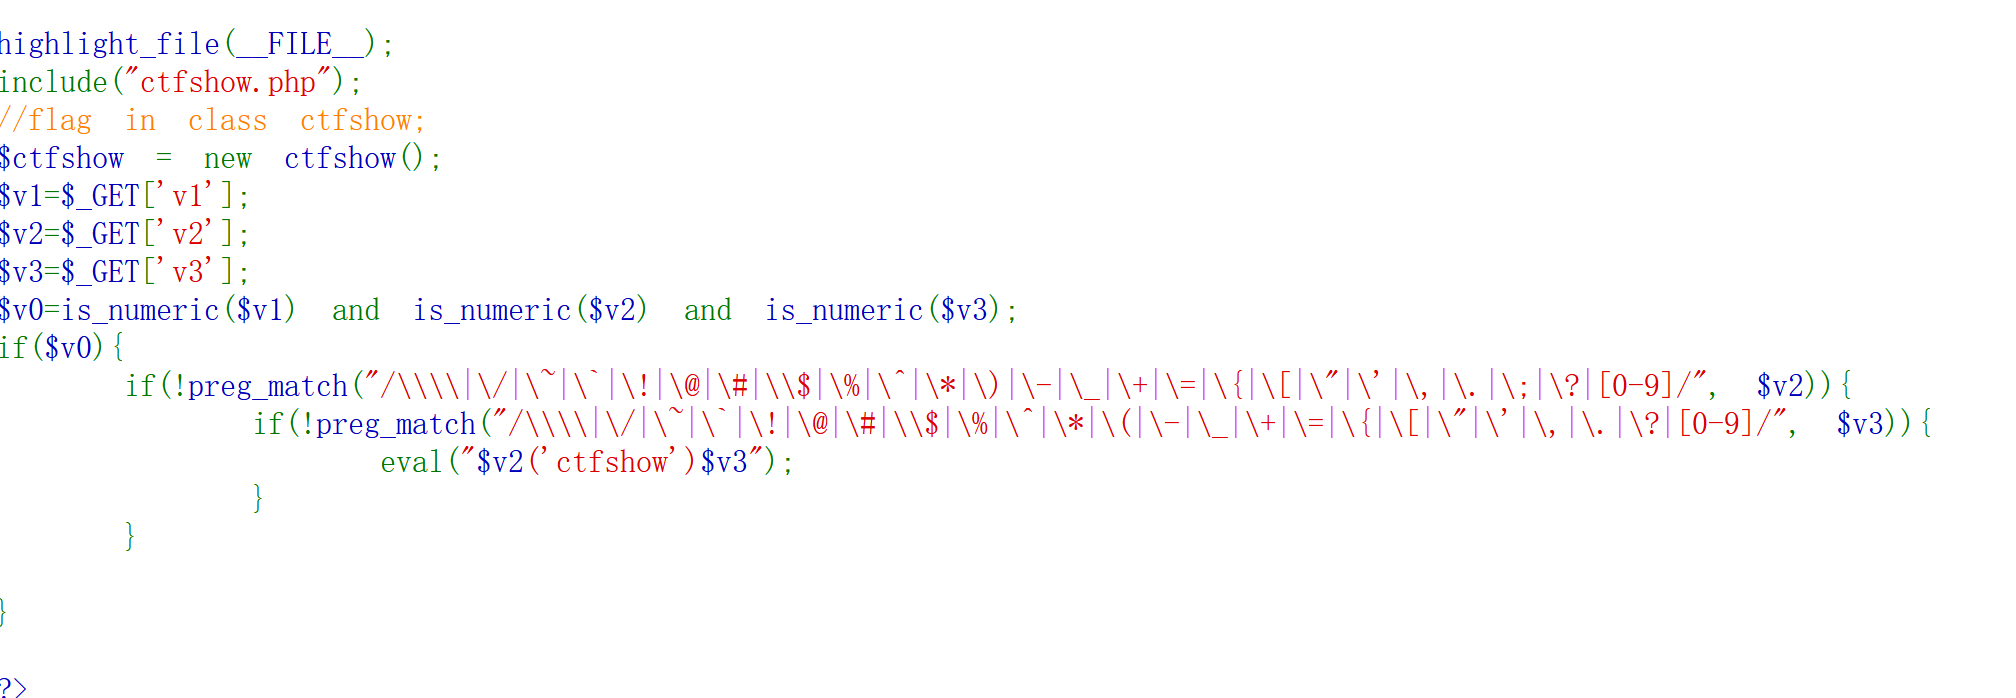 highlight_file(__FILE__);
include("ctfshow.php");
//flag in class ctfshow;
$ctfshow = new ctfshow();
$v1=$_GET['v1'];
$v2=$_GET['v2'];
$v3=$_GET['v3'];
$v0=is_numeric($v1) and is_numeric($v2) and is_numeric($v3);
if($v0){
if(!preg_match("/\\\\|\/|\~|\`|\!|\@|\#|\\$|\%|\^|\*|\)|\-|\_|\+|\=|\{|\[|\"|\'|\,|\.|\;|\?|[0-9]/", $v2)){
if(!preg_match("/\\\\|\/|\~|\`|\!|\@|\#|\\$|\%|\^|\*|\(|\-|\_|\+|\=|\{|\[|\"|\'|\,|\.|\?|[0-9]/", $v3)){
eval("$v2('ctfshow')$v3");
}
}
}
?>